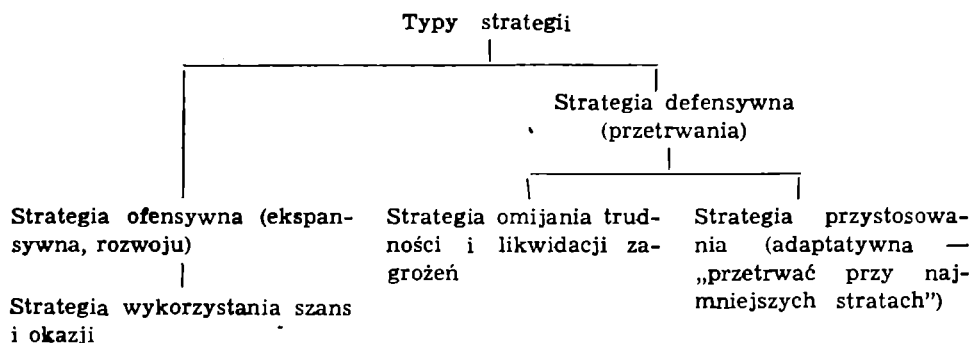 Typy strategii
Strategia defensywna
(przetrwania)
Strategia ofensywna (ekspan-
sywna, rozwoju)
Strategia wykorzystania szans
i okazji
Strategia omijania trud-
ności i likwidacji za-
grożeń
Strategia przystosowa-
nia (adaptatywna —
„przetrwać przy naj-
mniejszych stratach”)